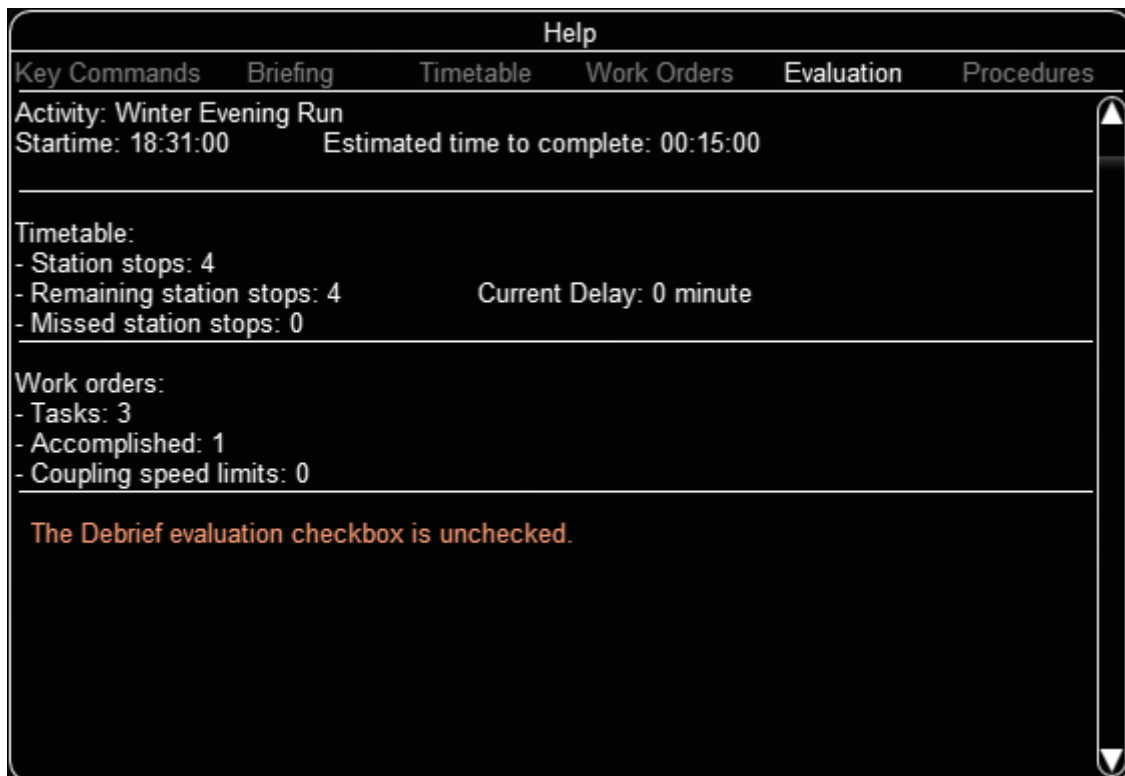 Help
Key Commands Briefing Timetable Work Orders Evaluation Procedures
Activity: Winter Evening Run
Startime: 18:31:00 Estimated time to complete: 00:15:00
Timetable:
- Station stops: 4
- Remaining station stops: 4 Current Delay: 0 minute
- Missed station stops: 0
Work orders:
- Tasks: 3
- Accomplished: 1
- Coupling speed limits: 0
The Debrief evaluation checkbox is unchecked.